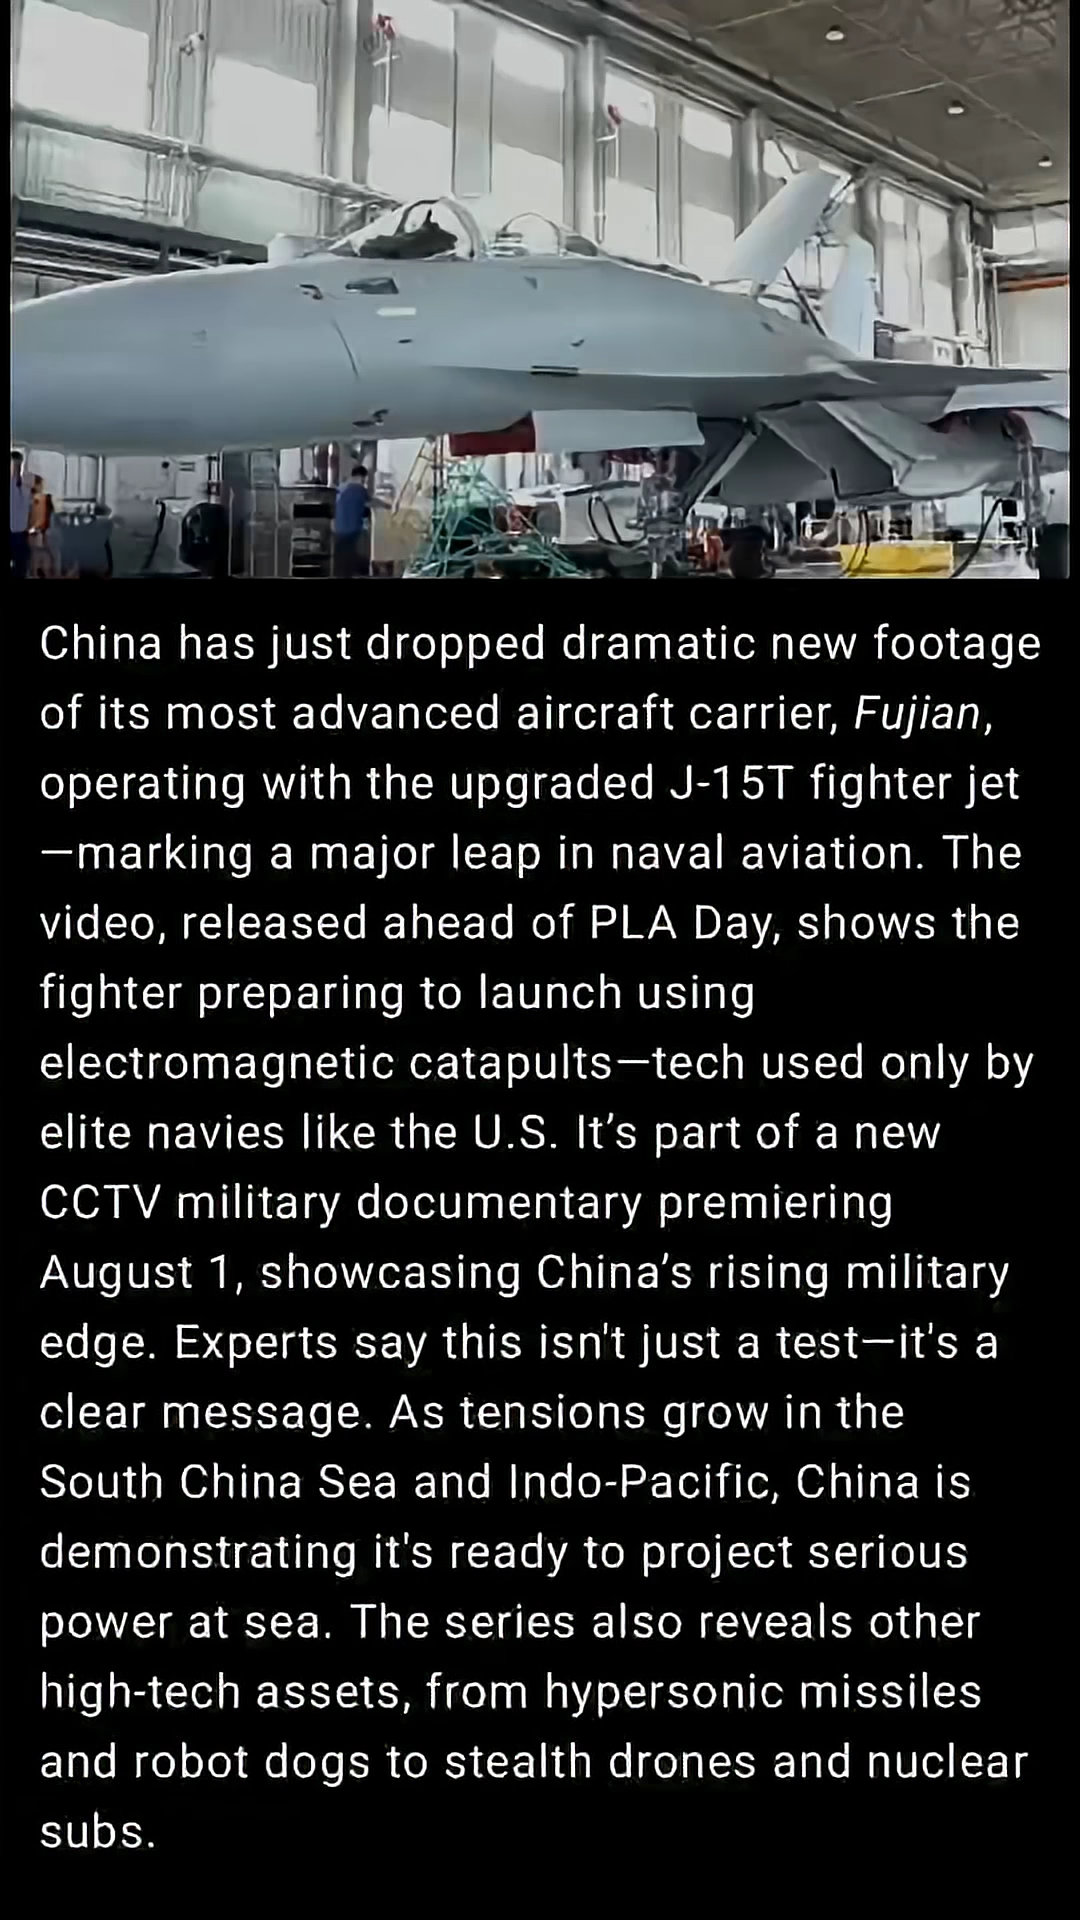 China has just dropped dramatic new footage
of its most advanced aircraft carrier, Fujian,
operating with the upgraded J-15T fighter jet
—marking a major leap in naval aviation. The
video, released ahead of PLA Day, shows the
fighter preparing to launch using
electromagnetic catapults—tech used only by
elite navies like the U.S. It’s part of a new
CCTV military documentary premiering
August 1, showcasing China’s rising military
edge. Experts say this isn't just a test—it's a
clear message. As tensions grow in the
South China Sea and Indo-Pacific, China is
demonstrating it's ready to project serious
power at sea. The series also reveals other
high-tech assets, from hypersonic missiles
and robot dogs to stealth drones and nuclear
subs.